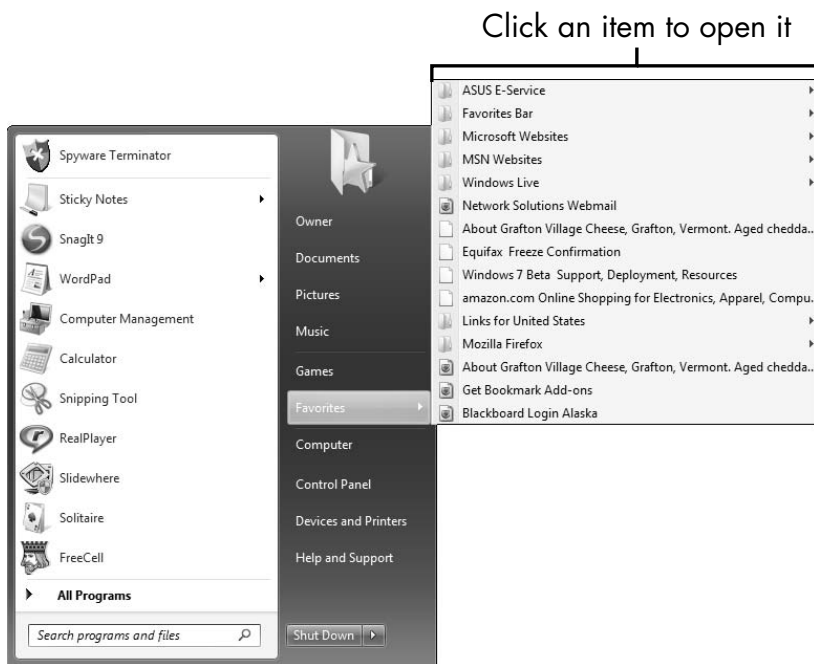 Click an item to open it
Spyware Terminator
Sticky Notes
SnagIt 9
WordPad
Computer Management
Calculator
Snipping Tool
RealPlayer
Slidewhere
Solitaire
FreeCell
All Programs
Search programs and files
Owner
Documents
Pictures
Music
Games
Favorites
Computer
Control Panel
Devices and Printers
Help and Support
Shut Down
ASUS E-Service
Favorites Bar
Microsoft Websites
MSN Websites
Windows Live
Network Solutions Webmail
About Grafton Village Cheese, Grafton, Vermont. Aged chedda...
Equifax Freeze Confirmation
Windows 7 Beta Support, Deployment, Resources
amazon.com Online Shopping for Electronics, Apparel, Compu...
Links for United States
Mozilla Firefox
About Grafton Village Cheese, Grafton, Vermont. Aged chedda...
Get Bookmark Add-ons
Blackboard Login Alaska